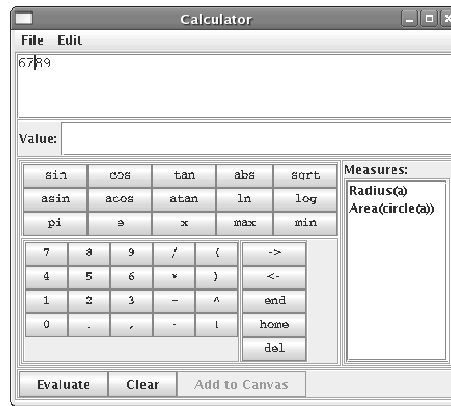 Calculator
File Edit
6789
Value:
sin cos tan abs sqrt
asin acos atan ln log
pi e x max min
Measures:
Radius(a)
Area(circle(a))
7 8 9 / ( ->
4 5 6 * ) <-
1 2 3 - ^ end
0 . , - ! home
del
Evaluate Clear Add to Canvas